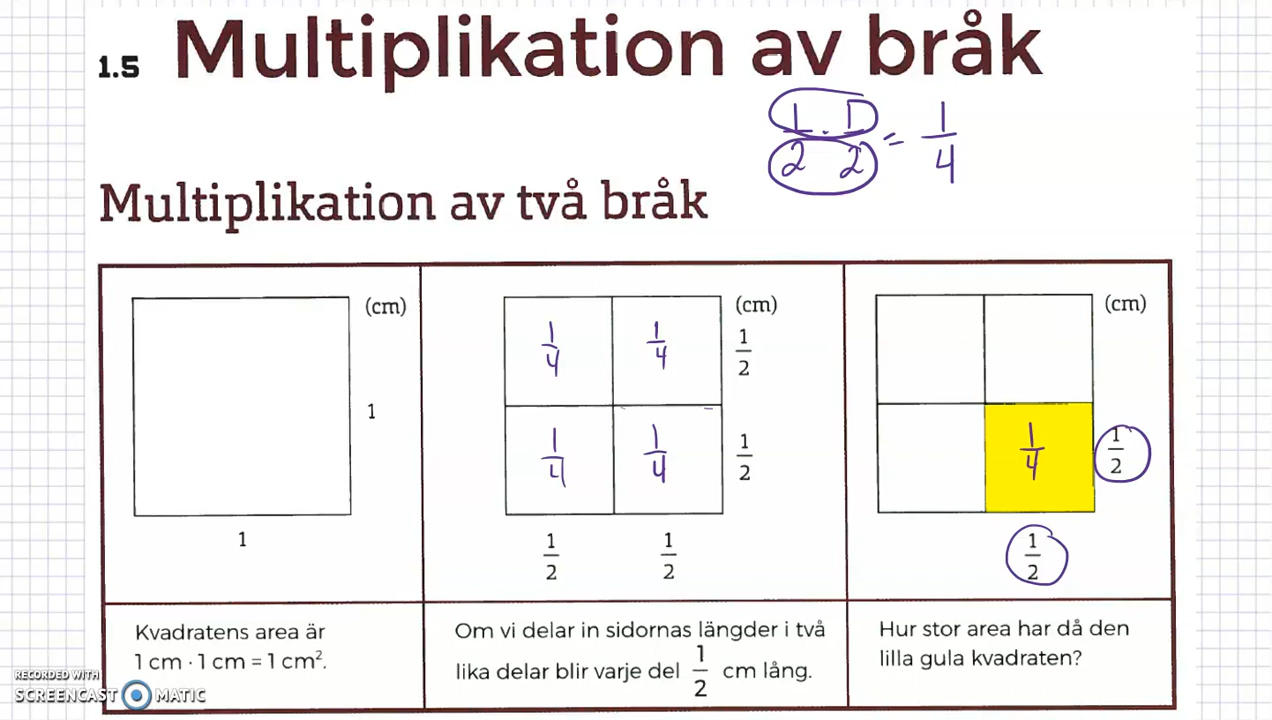 1.5 Multiplikation av bråk
1 · 1 = 1
2 2 4
Multiplikation av två bråk
(cm)
1
1
(cm)
1/4 1/4 1/2
1/4 1/4 1/2
1/2 1/2
(cm)
1/4 1/2
1/2
Kvadratens area är
1 cm · 1 cm = 1 cm².
Om vi delar in sidornas längder i två
lika delar blir varje del 1/2 cm lång.
Hur stor area har då den
lilla gula kvadraten?
RECORDED WITH
SCREENCAST MATIC